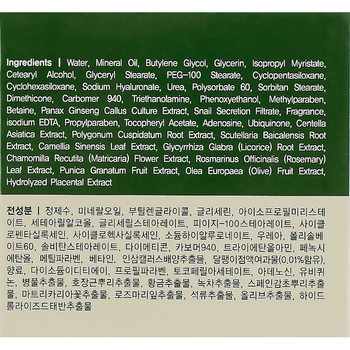 Ingredients | Water, Mineral Oil, Butylene Glycol, Glycerin, Isopropyl Myristate,
Cetearyl Alcohol, Glyceryl Stearate, PEG-100 Stearate, Cyclopentasiloxane,
Cyclohexasiloxane, Sodium Hyaluronate, Urea, Polysorbate 60, Sorbitan Stearate,
Dimethicone, Carbomer 940, Triethanolamine, Phenoxyethanol, Methylparaben,
Betaine, Panax Ginseng Callus Culture Extract, Snail Secretion Filtrate, Fragrance,
isodium EDTA, Propylparaben, Tocopheryl Acetate, Adenosine, Ubiquinone, Centella
Asiatica Extract, Polygonum Cuspidatum Root Extract, Scutellaria Baicalensis Root
Extract, Camellia Sinensis Leaf Extract, Glycyrrhiza Glabra (Licorice) Root Extract,
Chamomilla Recutita (Matricaria) Flower Extract, Rosmarinus Officinalis (Rosemary)
Leaf Extract, Punica Granatum Fruit Extract, Olea Europaea (Olive) Fruit Extract,
Hydrolyzed Placental Extract
전성분 | 정제수, 미네랄오일, 부틸렌글라이콜, 글리세린, 아이소프로필미리스테이
트, 세테아릴알코올, 글리세릴스테아레이트, 피이지-100스테아레이트, 사이클
로펜타실록세인, 사이클로헥사실록세인, 소듐하이알루로네이트, 우레아, 폴리솔베
이트60, 솔비탄스테아레이트, 다이메티콘, 카보머940, 트라이에탄올아민, 페녹시
에탄올, 메틸파라벤, 베타인, 인삼캘러스배양추출물, 달팽이점액여과물(0.01%함유),
향료, 다이소듐이디티에이, 프로필파라벤, 토코페릴아세테이트, 아데노신, 유비퀴
논, 병풀추출물, 호장근뿌리추출물, 황금추출물, 녹차추출물, 스페인감초뿌리추출
물, 마트리카리아꽃추출물, 로즈마리잎추출물, 석류추출물, 올리브추출물, 하이드
롤라이즈드태반추출물